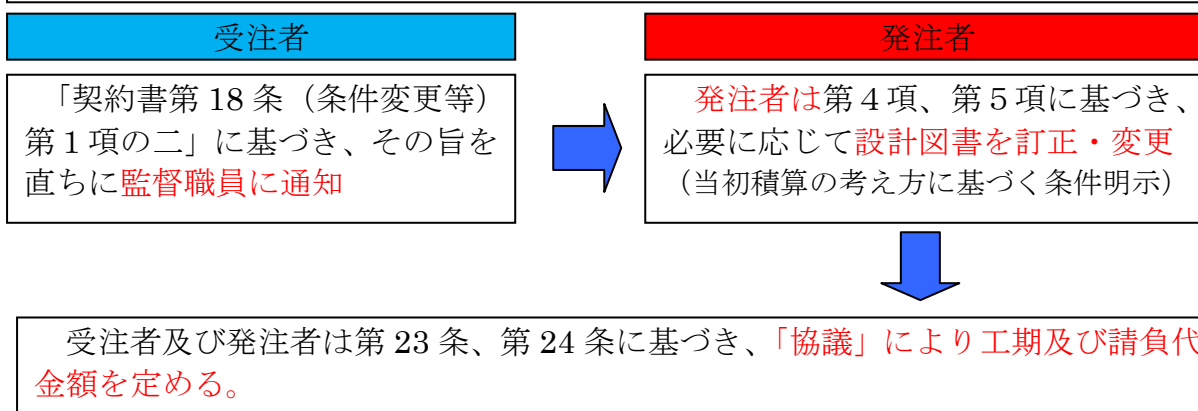 受注者
発注者
「契約書第 18 条（条件変更等）
第１項の二」に基づき、その旨を
直ちに監督職員に通知
発注者は第４項、第５項に基づき、
必要に応じて設計図書を訂正・変更
（当初積算の考え方に基づく条件明示）
受注者及び発注者は第 23 条、第 24 条に基づき、「協議」により工期及び請負代
金額を定める。